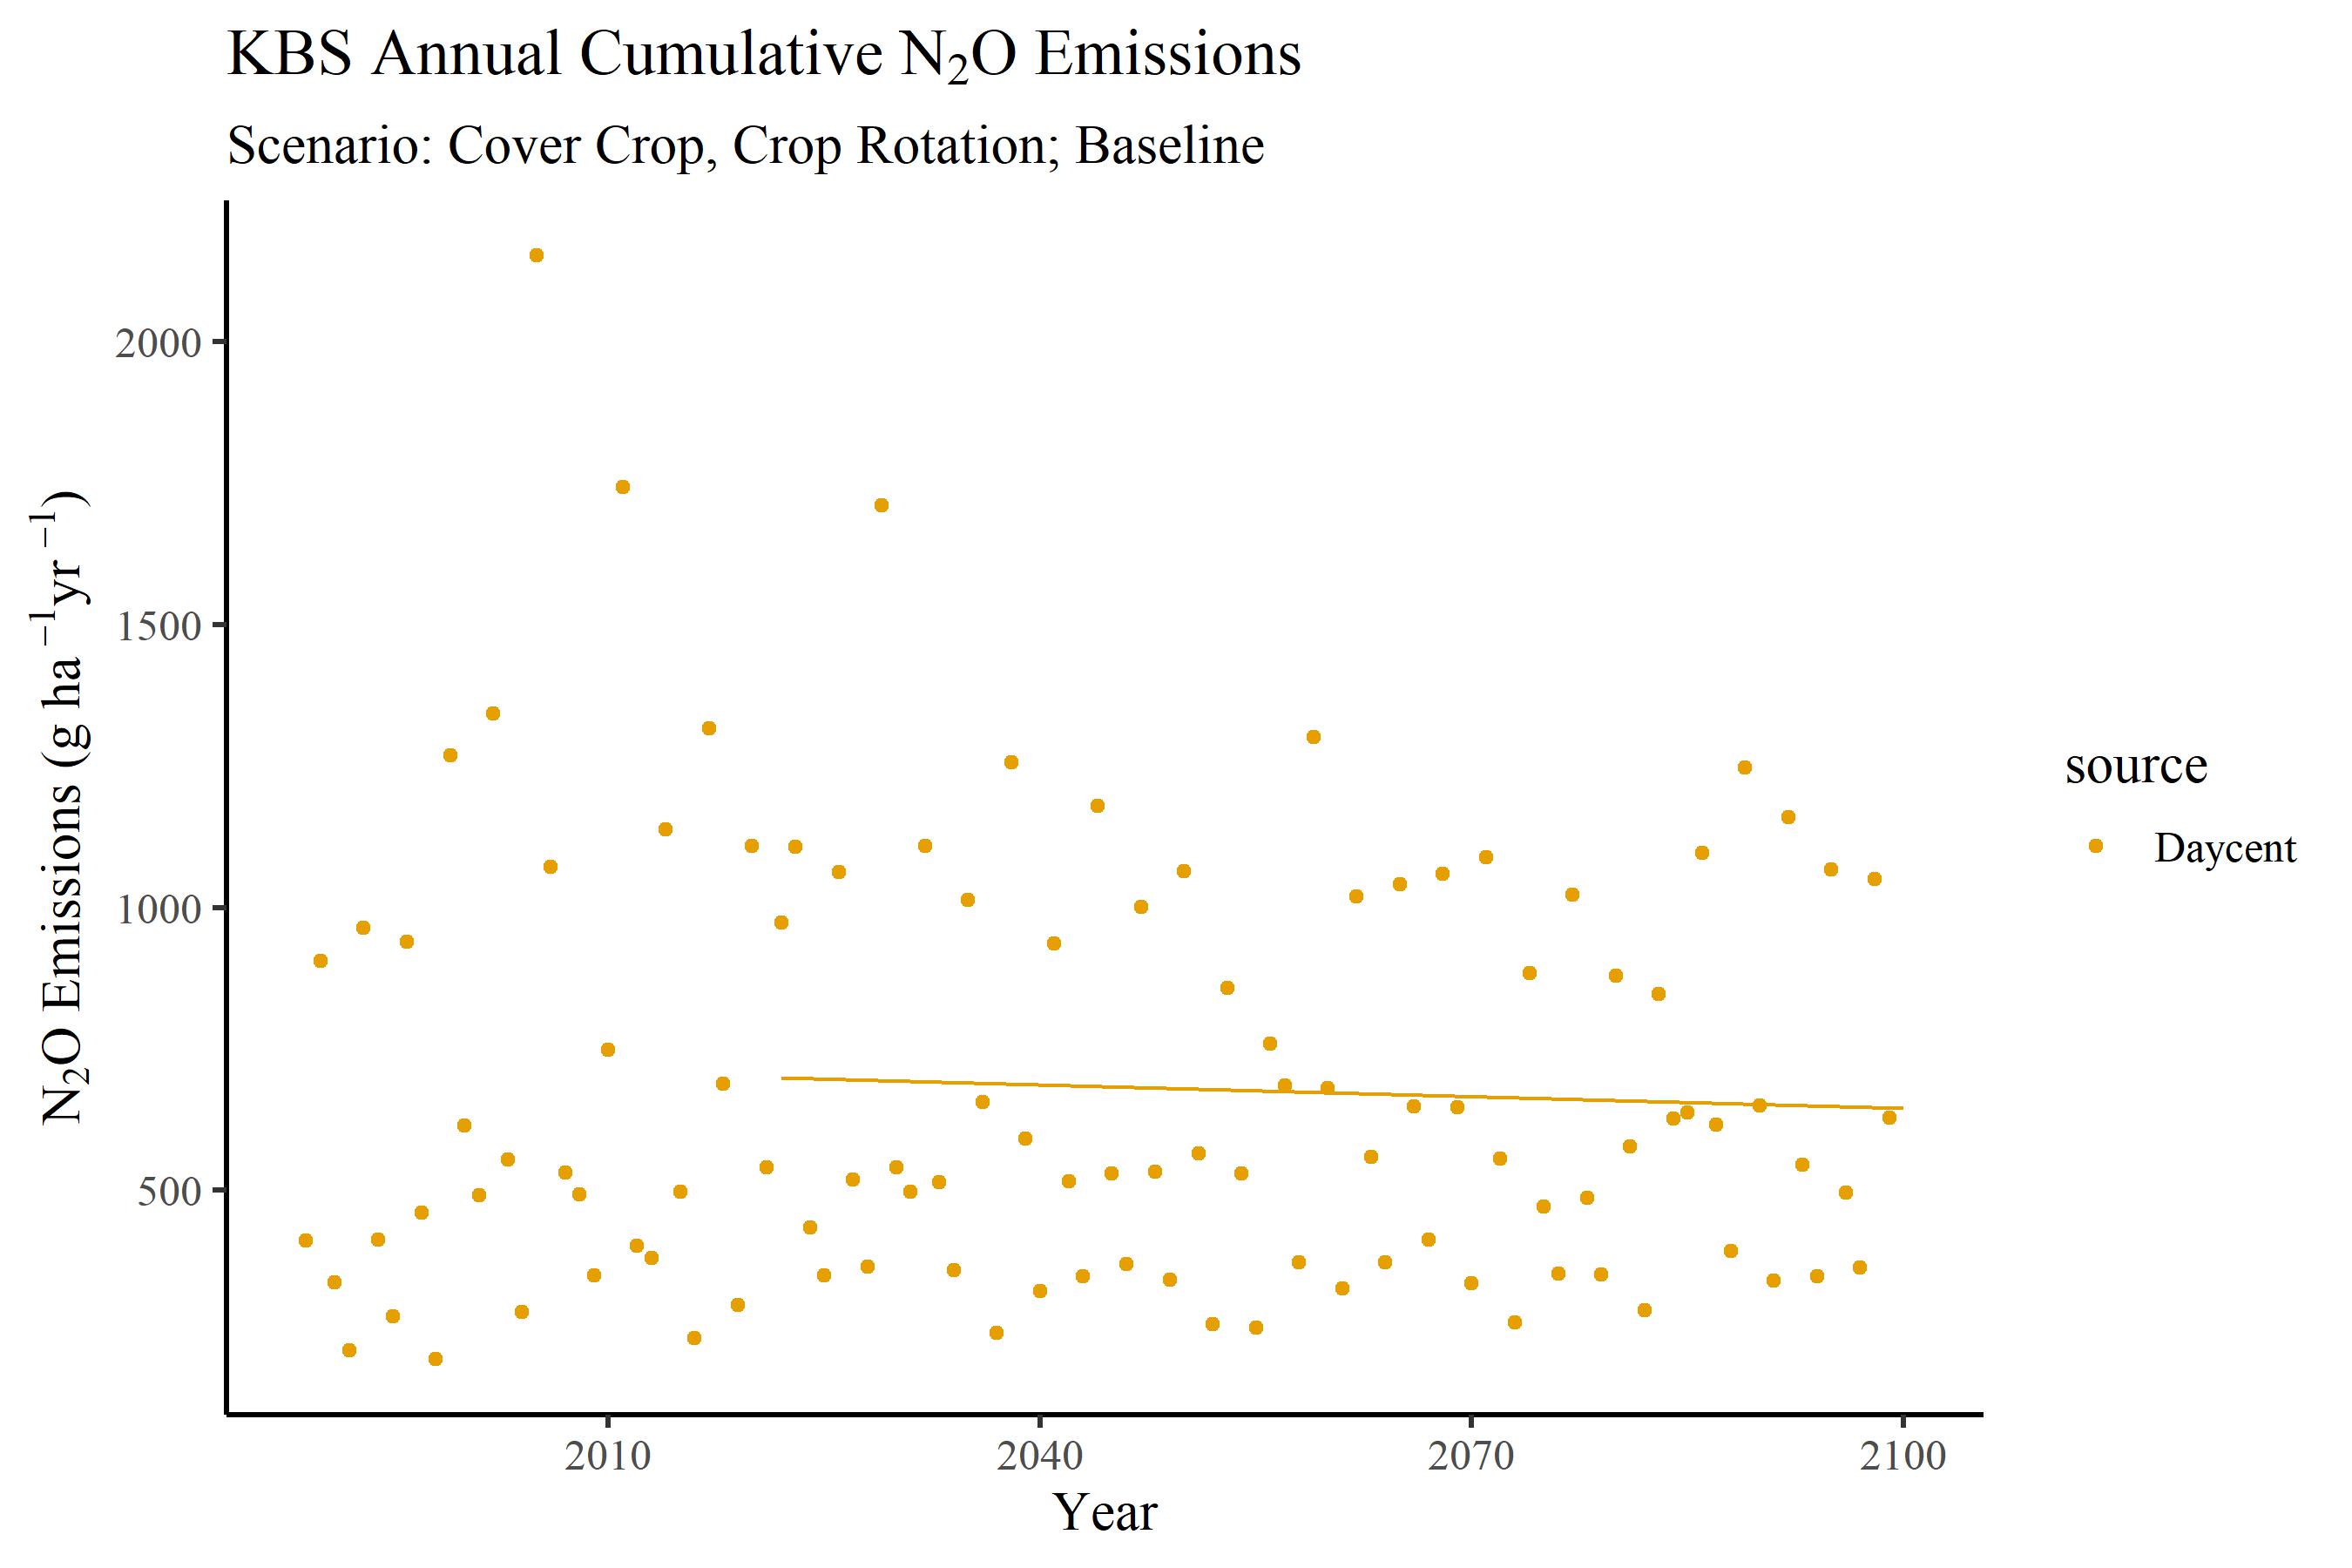 KBS Annual Cumulative N₂O Emissions
Scenario: Cover Crop, Crop Rotation; Baseline
N₂O Emissions (g ha ⁻¹yr ⁻¹)
2000
1500
1000
500
2010 2040 2070 2100
Year
source
Daycent